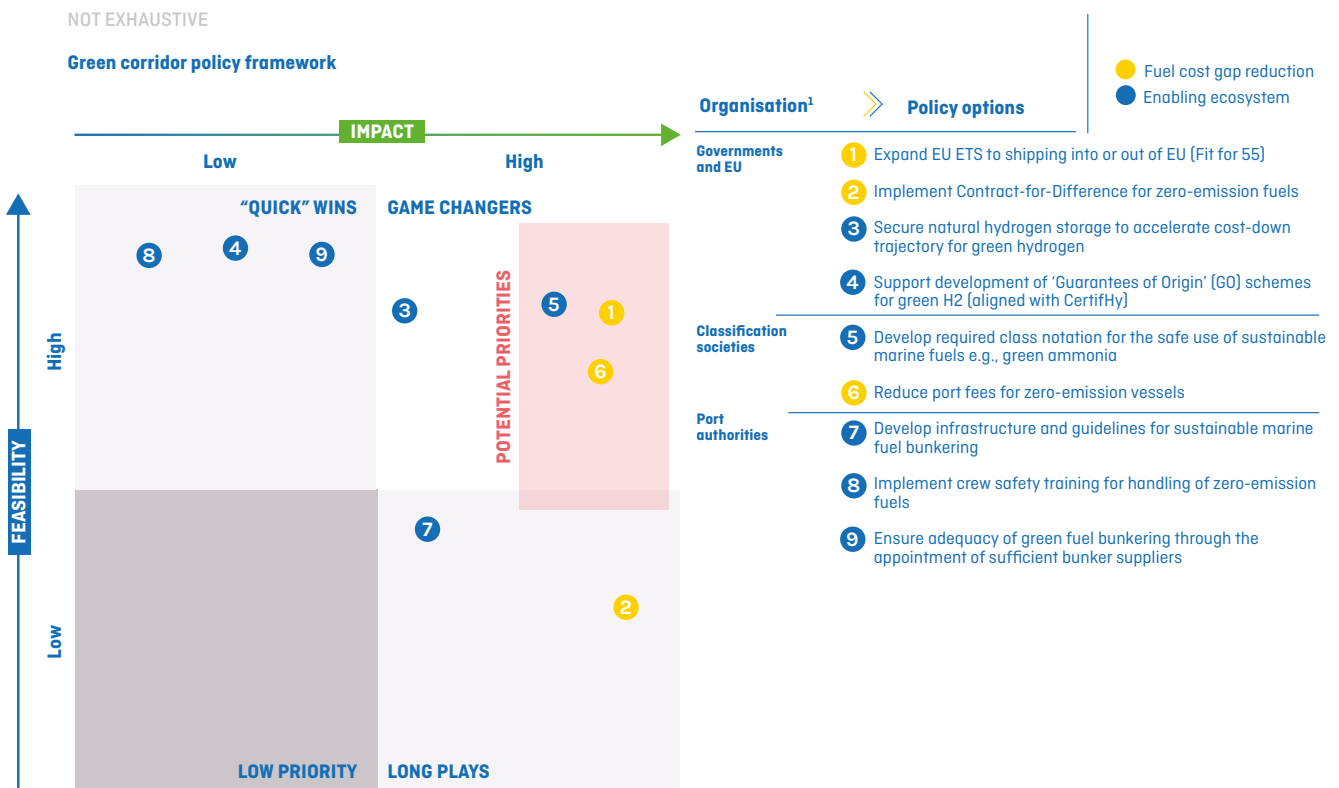 NOT EXHAUSTIVE
Green corridor policy framework
IMPACT
Low
High
FEASIBILITY
High
Low
"QUICK" WINS
GAME CHANGERS
8
4
9
3
POTENTIAL PRIORITIES
5
1
6
7
2
LOW PRIORITY
LONG PLAYS
Organisation¹
Policy options
Fuel cost gap reduction
Enabling ecosystem
Governments
and EU
1 Expand EU ETS to shipping into or out of EU (Fit for 55)
2 Implement Contract-for-Difference for zero-emission fuels
3 Secure natural hydrogen storage to accelerate cost-down
trajectory for green hydrogen
4 Support development of 'Guarantees of Origin' (GO) schemes
for green H2 (aligned with CertifHy)
Classification
societies
5 Develop required class notation for the safe use of sustainable
marine fuels e.g., green ammonia
6 Reduce port fees for zero-emission vessels
Port
authorities
7 Develop infrastructure and guidelines for sustainable marine
fuel bunkering
8 Implement crew safety training for handling of zero-emission
fuels
9 Ensure adequacy of green fuel bunkering through the
appointment of sufficient bunker suppliers